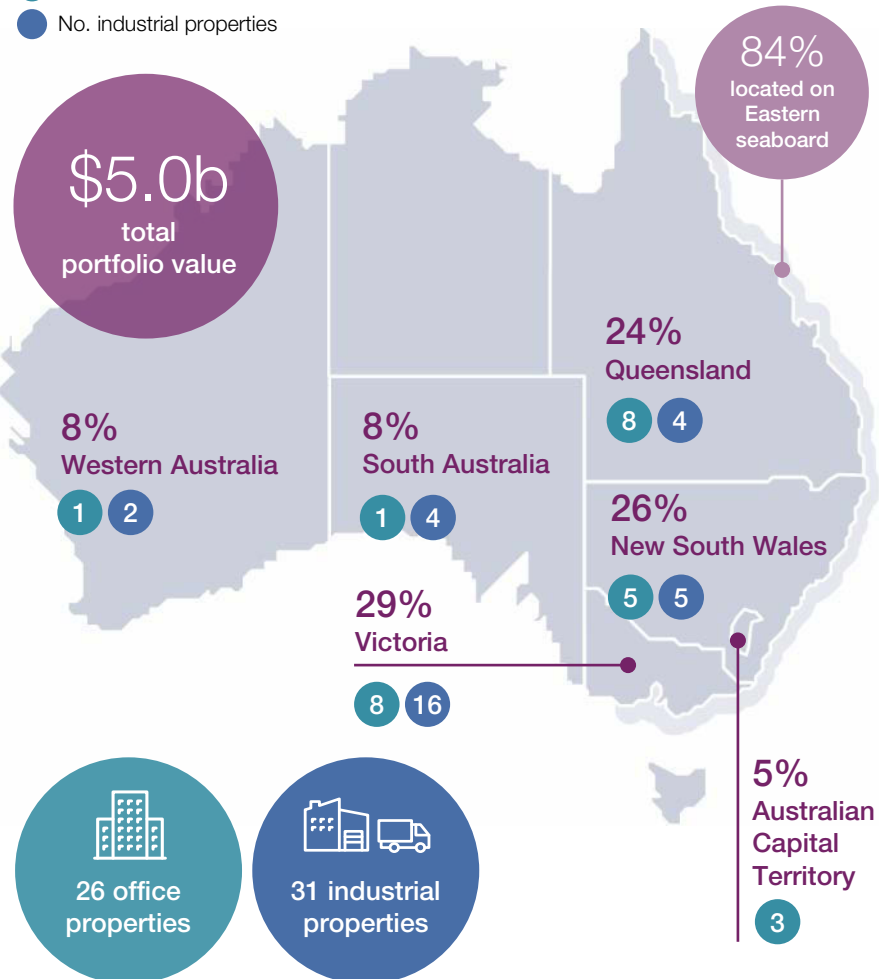 No. industrial properties
84%
located on
Eastern
seaboard
$5.0b
total
portfolio value
24%
Queensland
8 4
8%
Western Australia
1 2
8%
South Australia
1 4
26%
New South Wales
5 5
29%
Victoria
8 16
5%
Australian
Capital
Territory
3
26 office
properties
31 industrial
properties